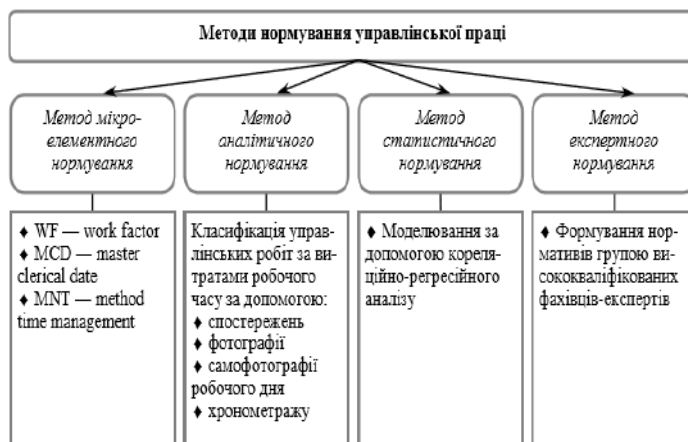 Методи нормування управлінської праці
Метод мікро-
елементного
нормування
Метод
аналітичного
нормування
Метод
статистичного
нормування
Метод
експертного
нормування
♦ WF — work factor
♦ MCD — master
clerical date
♦ MNT — method
time management
Класифікація управ-
лінських робіт за ви-
тратами робочого
часу за допомогою:
♦ спостережень
♦ фотографії
♦ самофотографії
робочого дня
♦ хронометражу
♦ Моделювання за
допомогою кореля-
ційно-регресійного
аналізу
♦ Формування нор-
мативів групою ви-
сококваліфікованих
фахівців-експертів